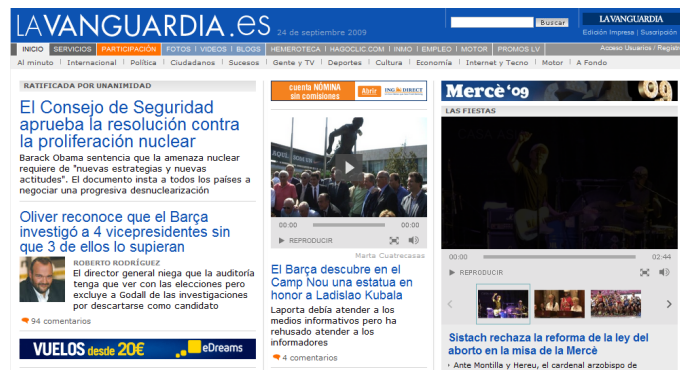 LAVANGUARDIA.es
24 de septiembre 2009
Buscar
LA VANGUARDIA
Edición Impresa | Suscripción
INICIO SERVICIOS PARTICIPACIÓN FOTOS | VIDEOS | BLOGS HEMEROTECA | HAGOCLIC COM | INMO | EMPLEO | MOTOR PROMOS LV
Acceso Usuarios / Registr
Al minuto | Internacional | Política | Ciudadanos | Sucesos | Gente y TV | Deportes | Cultura | Economía | Internet y Tecno | Motor | A Fondo
RATIFICADA POR UNANIMIDAD
El Consejo de Seguridad
aprueba la resolución contra
la proliferación nuclear
Barack Obama sentencia que la amenaza nuclear
requiere de "nuevas estrategias y nuevas
actitudes". El documento insta a todos los países a
negociar una progresiva desnuclearización
Oliver reconoce que el Barça
investigó a 4 vicepresidentes sin
que 3 de ellos lo supieran
ROBERTO RODRÍGUEZ
El director general niega que la auditoría
tenga que ver con las elecciones pero
excluye a Godall de las investigaciones
por descartarse como candidato
94 comentarios
VUELOS desde 20€
eDreams
cuenta NÓMINA
sin comisiones
Abrir
ING DIRECT
00:00
00:00
REPRODUCIR
Marta Cuatrecasas
El Barça descubre en el
Camp Nou una estatua en
honor a Ladislao Kubala
Laporta debía atender a los
medios informativos pero ha
rehusado atender a los
informadores
4 comentarios
Mercè '09
LAS FIESTAS
00:00
02:44
REPRODUCIR
Sistach rechaza la reforma de la ley del
aborto en la misa de la Mercè
Ante Montilla y Hereu, el cardenal arzobispo de